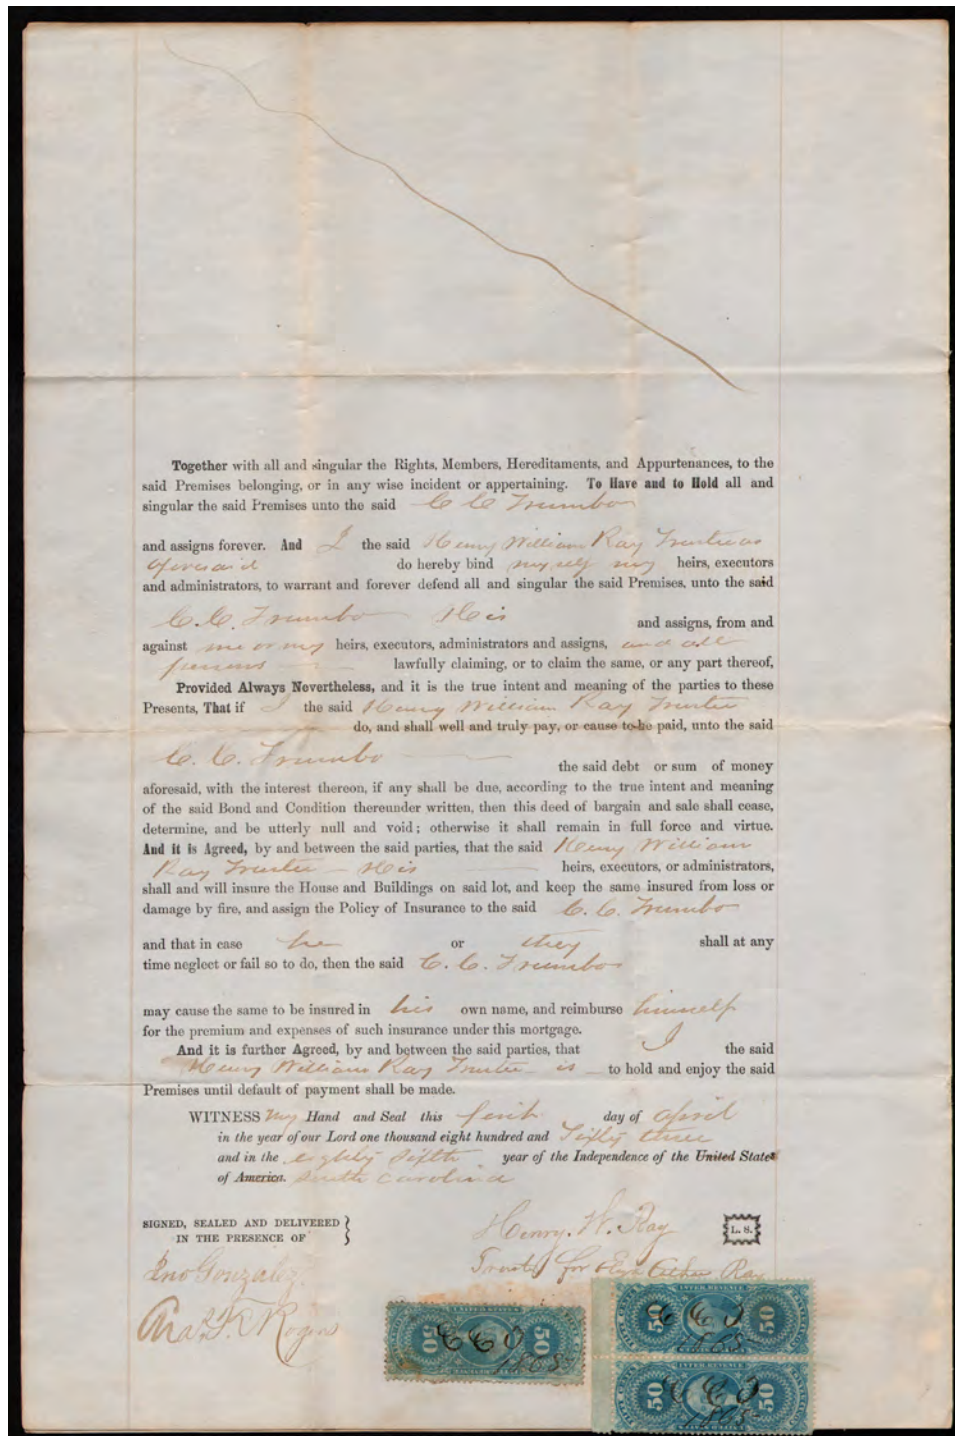 Together with all and singular the Rights, Members, Hereditaments, and Appurtenances, to the
said Premises belonging, or in any wise incident or appertaining. To Have and to Hold all and
singular the said Premises unto the said C C Trumbo
and assigns forever. And I the said Henry William Ray Trustee as
aforesaid do hereby bind myself my heirs, executors
and administrators, to warrant and forever defend all and singular the said Premises, unto the said
C. C. Trumbo His and assigns, from and
against me or my heirs, executors, administrators and assigns, and all
persons lawfully claiming, or to claim the same, or any part thereof,
Provided Always Nevertheless, and it is the true intent and meaning of the parties to these
Presents, That if I the said Henry William Ray Trustee
do, and shall well and truly pay, or cause to be paid, unto the said
C. C. Trumbo the said debt or sum of money
aforesaid, with the interest thereon, if any shall be due, according to the true intent and meaning
of the said Bond and Condition thereunder written, then this deed of bargain and sale shall cease,
determine, and be utterly null and void; otherwise it shall remain in full force and virtue.
And it is Agreed, by and between the said parties, that the said Henry William
Ray Trustee His heirs, executors, or administrators,
shall and will insure the House and Buildings on said lot, and keep the same insured from loss or
damage by fire, and assign the Policy of Insurance to the said C. C. Trumbo
and that in case he or they shall at any
time neglect or fail so to do, then the said C. C. Trumbo
may cause the same to be insured in his own name, and reimburse himself
for the premium and expenses of such insurance under this mortgage.
And it is further Agreed, by and between the said parties, that I the said
Henry William Ray Trustee is to hold and enjoy the said
Premises until default of payment shall be made.
WITNESS My Hand and Seal this first day of April
in the year of our Lord one thousand eight hundred and Sixty three
and in the eighty sixth year of the Independence of the United States
of America. South Carolina
SIGNED, SEALED AND DELIVERED
IN THE PRESENCE OF
Henry. W. Ray
L. S.
Trustee for Ray
Jno Gonzalez.
Rogers
UNITED STATES
50 50
C C T
1865
INTER. REVENUE
50 50
C C T
1865
INTER. REVENUE
50 50
C C T
1865